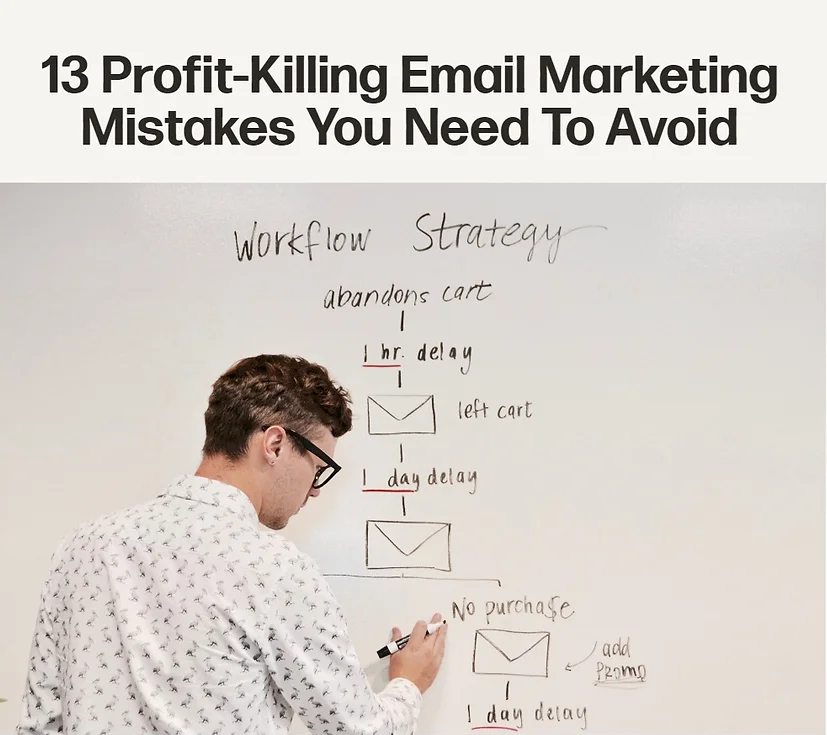 13 Profit-Killing Email Marketing
Mistakes You Need To Avoid
Workflow Strategy
abandons cart
1 hr. delay
left cart
1 day delay
No purcha$e
add
Promo
1 day delay